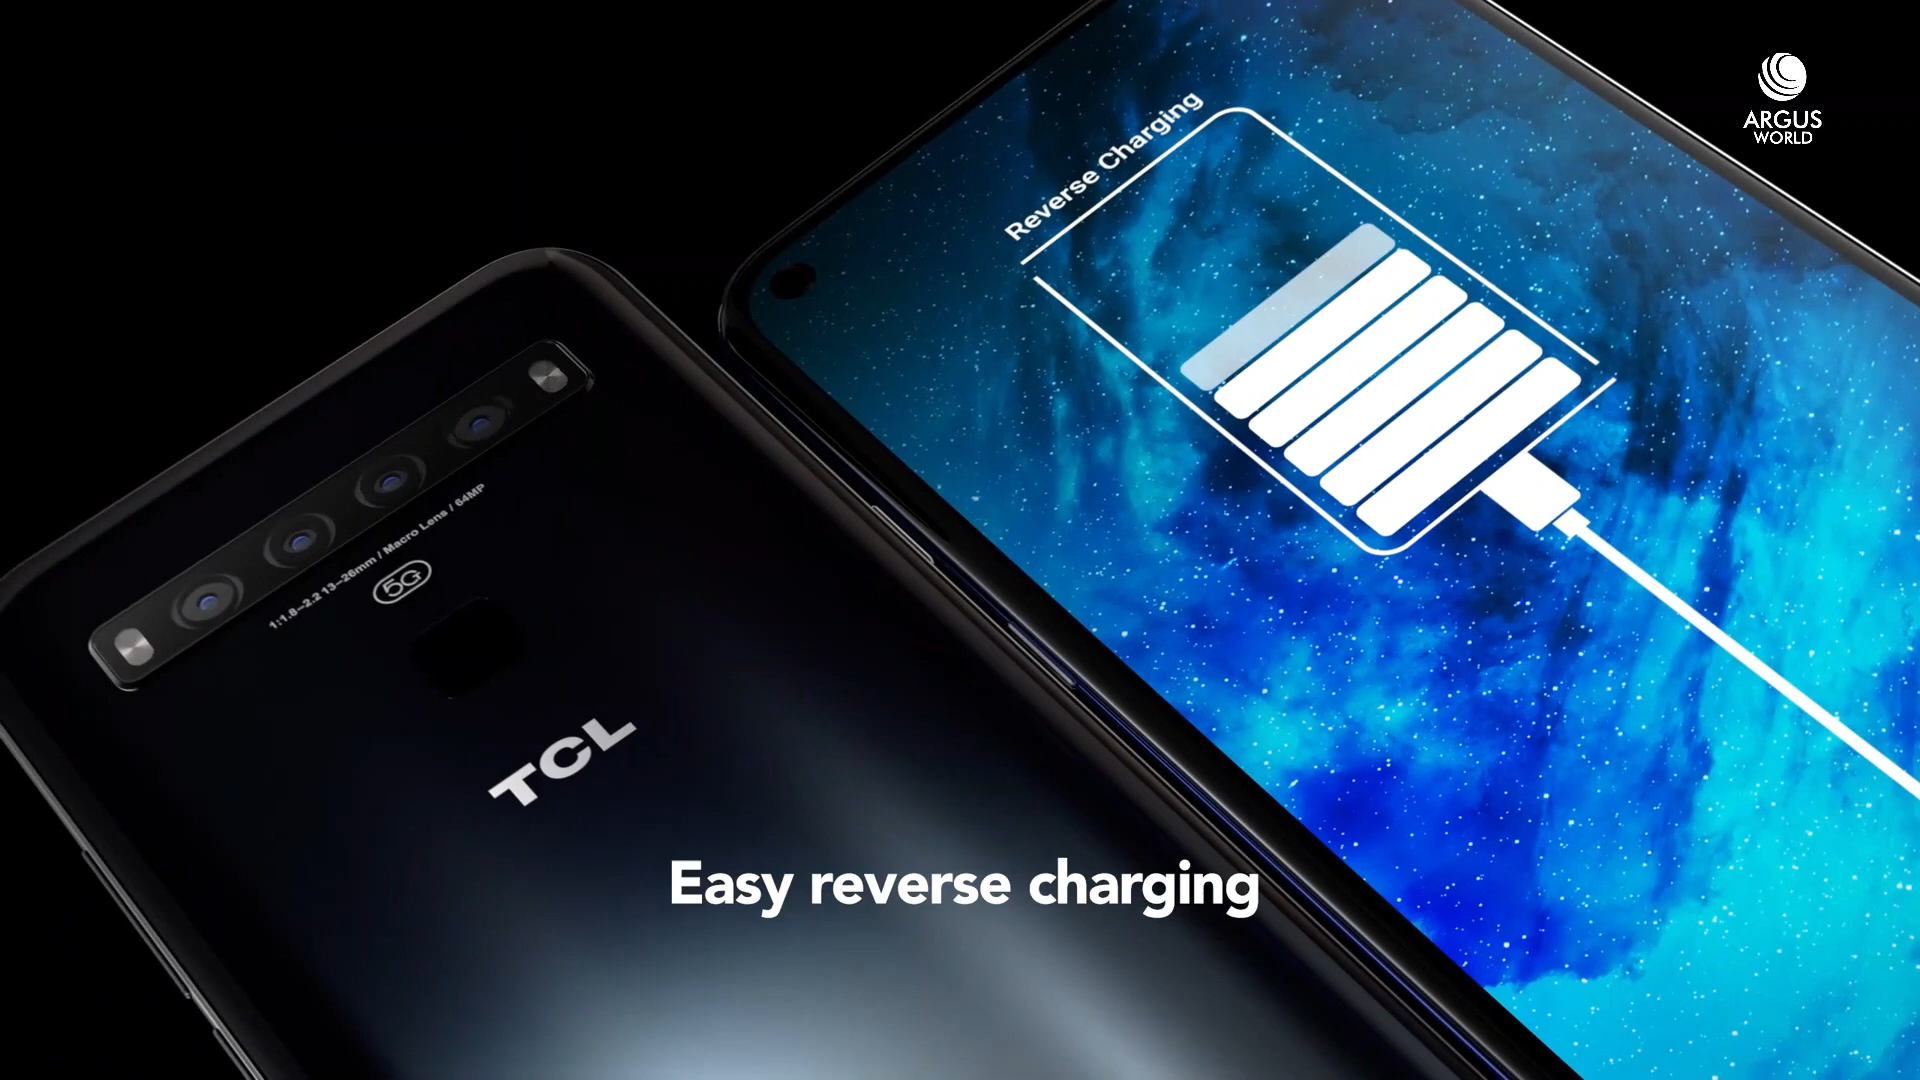 ARGUS
WORLD
Reverse Charging
1:1.8–2.2 13–26mm / Macro Lens / 64MP
5G
TCL
Easy reverse charging